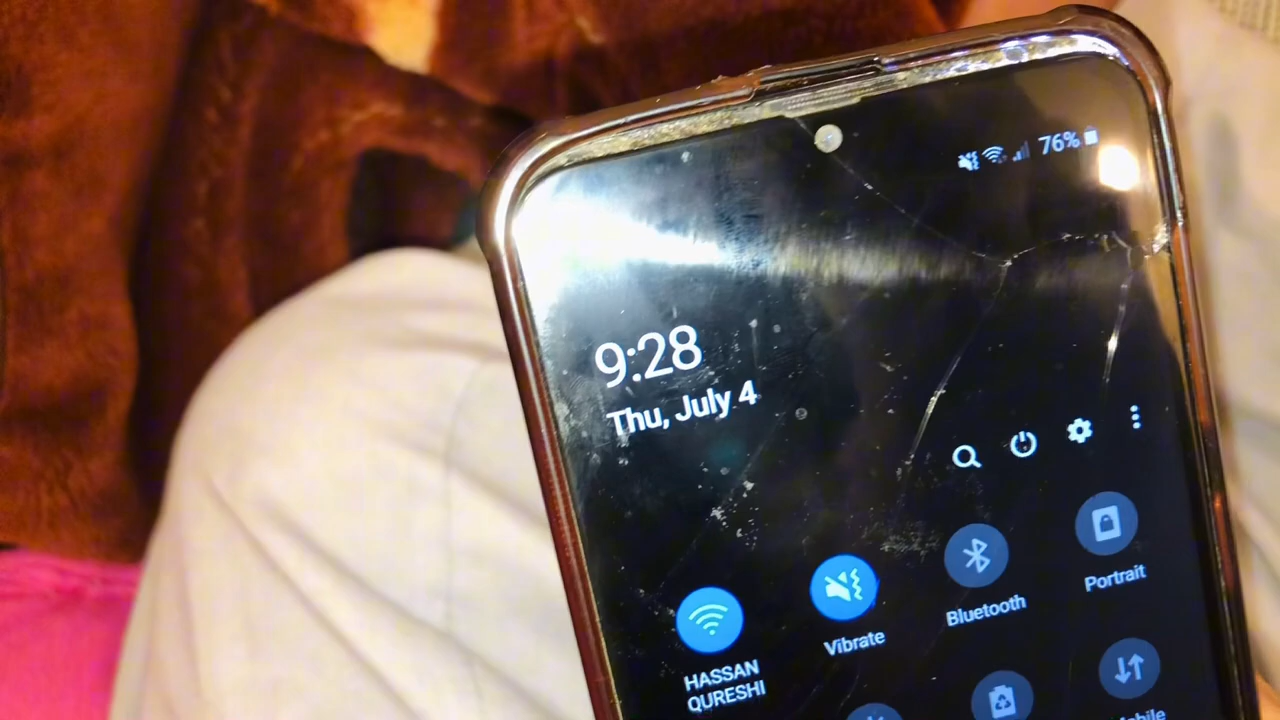 76%
9:28
Thu, July 4
Portrait
Bluetooth
Vibrate
HASSAN
QURESHI